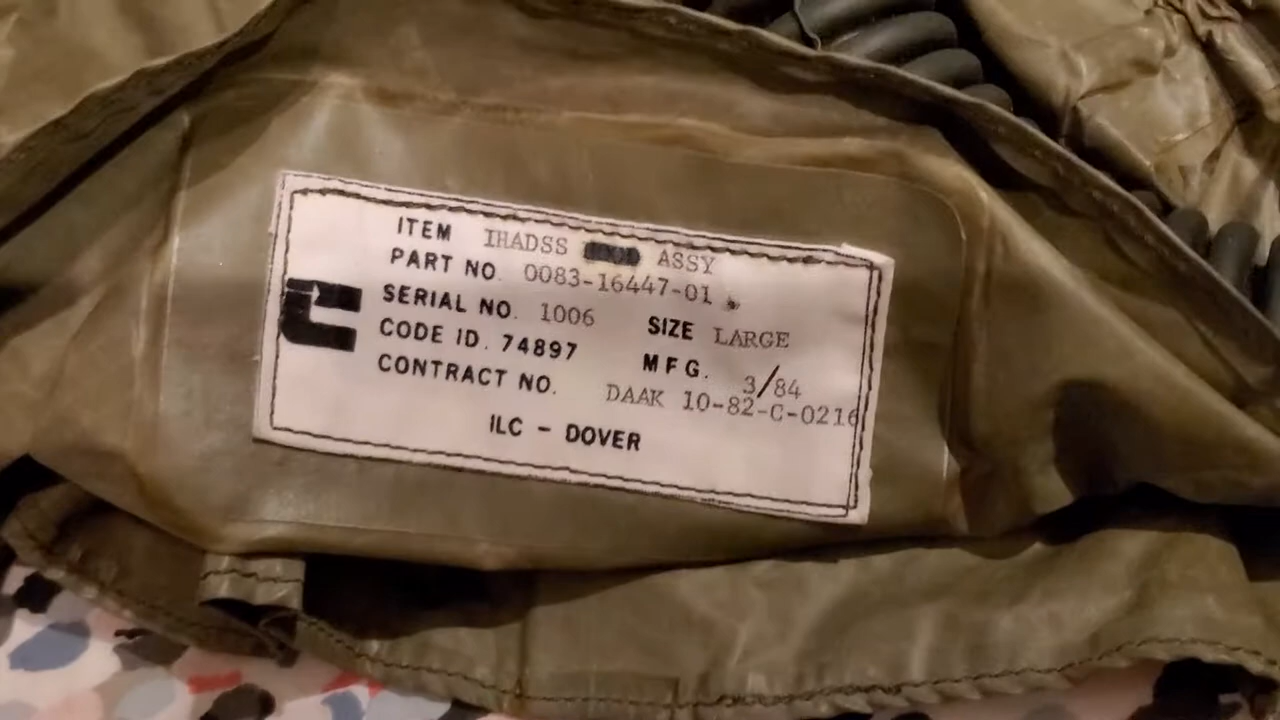 ITEM IHADSS ASSY
PART NO. 0083-16447-01
SERIAL NO. 1006 SIZE LARGE
CODE ID. 74897 MFG. 3/84
CONTRACT NO. DAAK 10-82-C-0216
ILC - DOVER